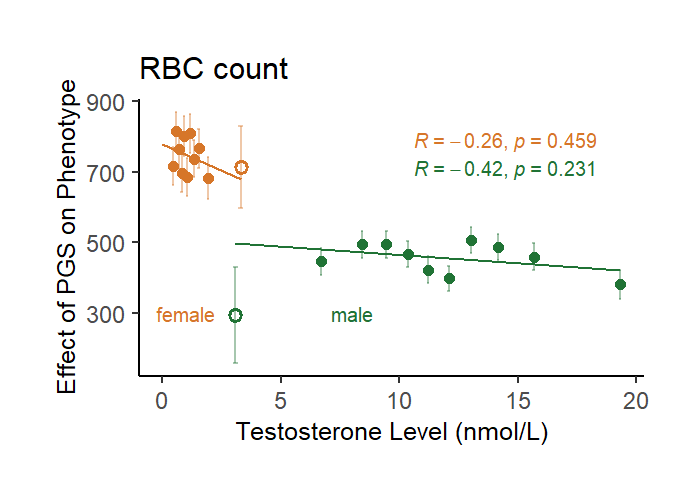 RBC count
Effect of PGS on Phenotype
900
700
500
300
R = −0.26, p = 0.459
R = −0.42, p = 0.231
female
male
0 5 10 15 20
Testosterone Level (nmol/L)